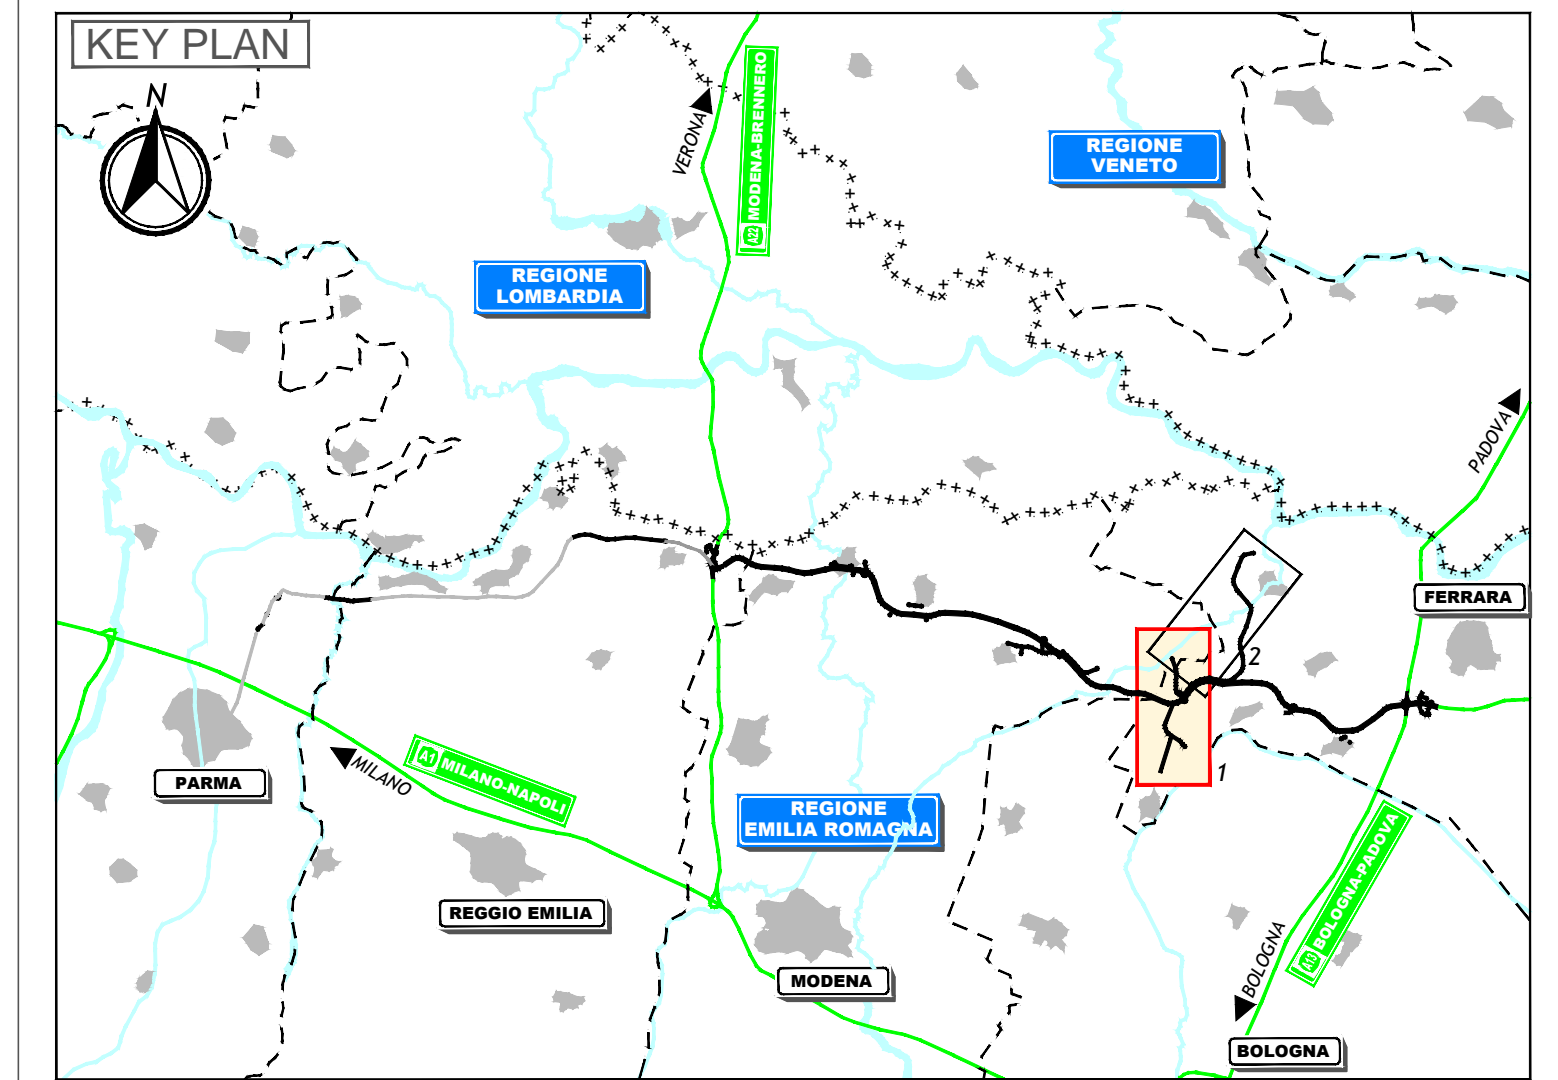 KEY PLAN
N
VERONA
A22 MODENA-BRENNERO
REGIONE
VENETO
REGIONE
LOMBARDIA
PADOVA
FERRARA
2
1
PARMA
MILANO
A1 MILANO-NAPOLI
REGIONE
EMILIA ROMAGNA
REGGIO EMILIA
MODENA
A13 BOLOGNA-PADOVA
BOLOGNA
BOLOGNA